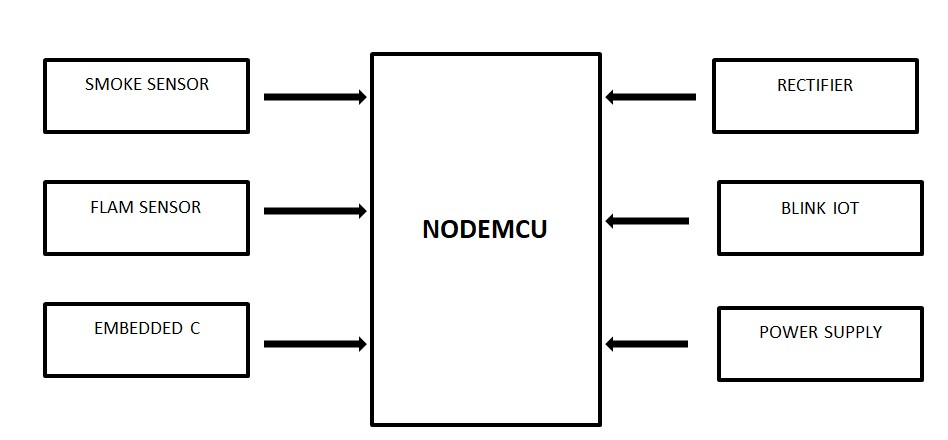 SMOKE SENSOR
RECTIFIER
FLAM SENSOR
BLINK IOT
NODEMCU
EMBEDDED C
POWER SUPPLY